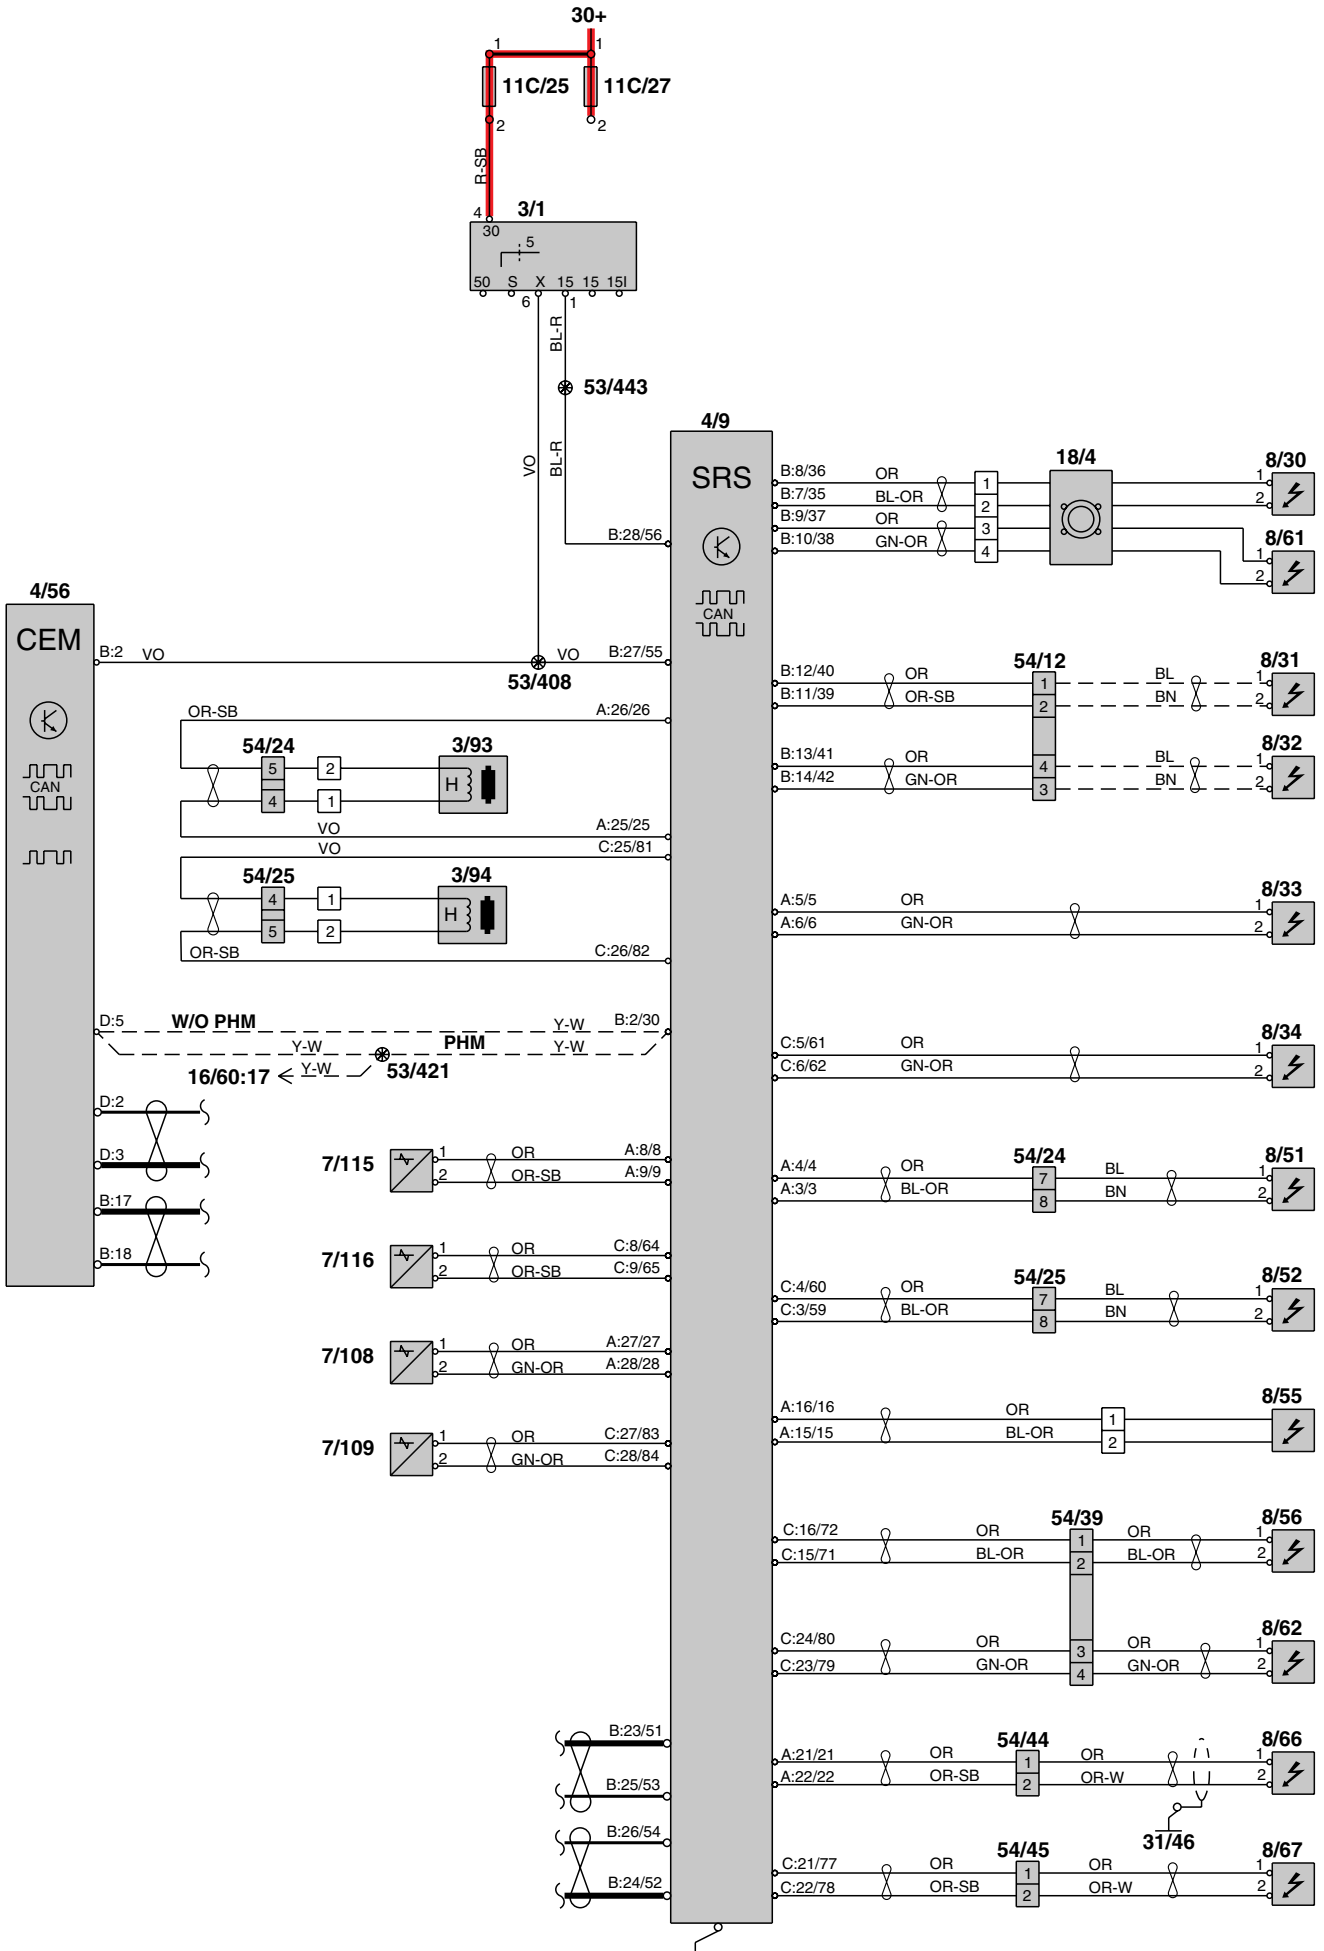 30+
1 1
11C/25 11C/27
2 2
R-SB
4 3/1
30
5
50 S X 15 15 15I
6 1
BL-R
53/443
VO BL-R
4/9
SRS
CAN
B:28/56
4/56
CEM
CAN
B:2 VO VO B:27/55
53/408
OR-SB A:26/26
54/24 3/93
5 2 H
4 1
VO A:25/25
VO C:25/81
54/25 3/94
4 1 H
5 2
OR-SB C:26/82
D:5 W/O PHM Y-W B:2/30
Y-W PHM Y-W
16/60:17 Y-W 53/421
D:2
D:3
B:17
B:18
7/115 1 OR A:8/8
2 OR-SB A:9/9
7/116 1 OR C:8/64
2 OR-SB C:9/65
7/108 1 OR A:27/27
2 GN-OR A:28/28
7/109 1 OR C:27/83
2 GN-OR C:28/84
B:23/51
B:25/53
B:26/54
B:24/52
18/4 8/30
B:8/36 OR 1 1
B:7/35 BL-OR 2 2
B:9/37 OR 3
B:10/38 GN-OR 4
8/61
1
2
54/12 8/31
B:12/40 OR 1 BL 1
B:11/39 OR-SB 2 BN 2
8/32
B:13/41 OR 4 BL 1
B:14/42 GN-OR 3 BN 2
8/33
A:5/5 OR 1
A:6/6 GN-OR 2
8/34
C:5/61 OR 1
C:6/62 GN-OR 2
54/24 8/51
A:4/4 OR 7 BL 1
A:3/3 BL-OR 8 BN 2
54/25 8/52
C:4/60 OR 7 BL 1
C:3/59 BL-OR 8 BN 2
8/55
A:16/16 OR 1
A:15/15 BL-OR 2
54/39 8/56
C:16/72 OR 1 OR 1
C:15/71 BL-OR 2 BL-OR 2
8/62
C:24/80 OR 3 OR 1
C:23/79 GN-OR 4 GN-OR 2
54/44 8/66
A:21/21 OR 1 OR 1
A:22/22 OR-SB 2 OR-W 2
31/46
54/45 8/67
C:21/77 OR 1 OR 1
C:22/78 OR-SB 2 OR-W 2